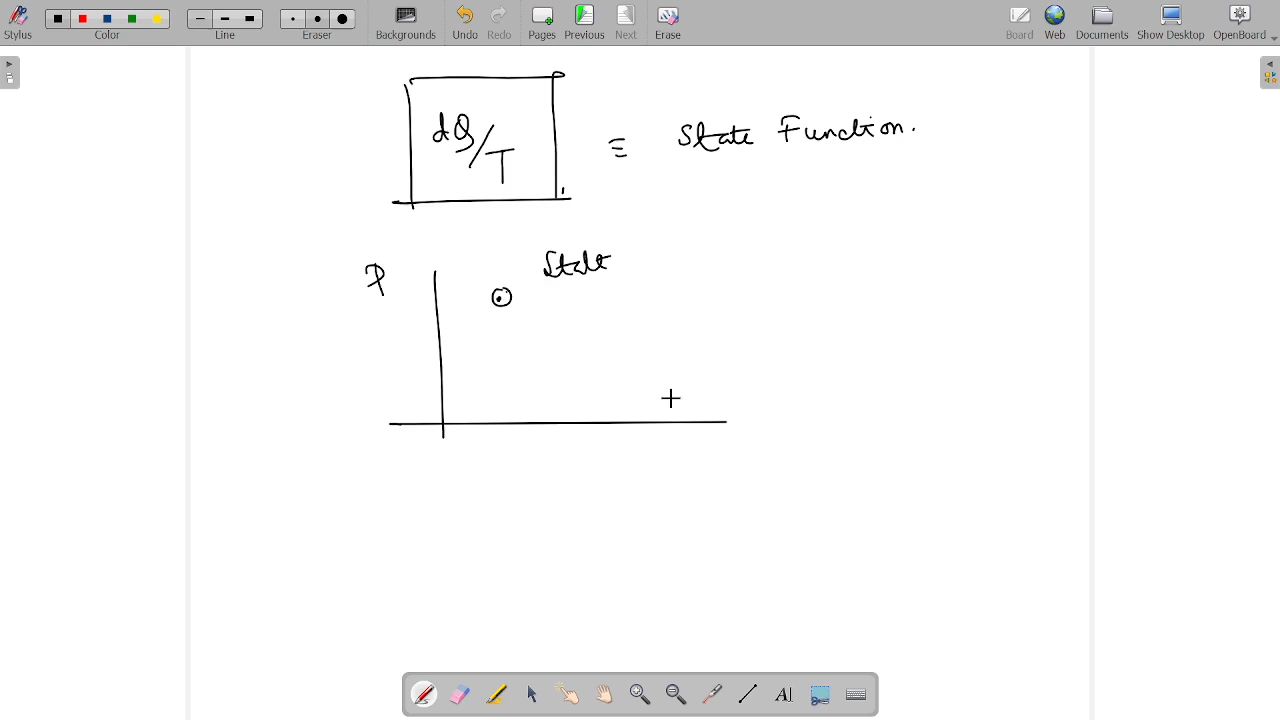 Stylus Color Line Eraser Backgrounds Undo Redo Pages Previous Next Erase Board Web Documents Show Desktop OpenBoard
dQ/T ≡ State Function.
P State